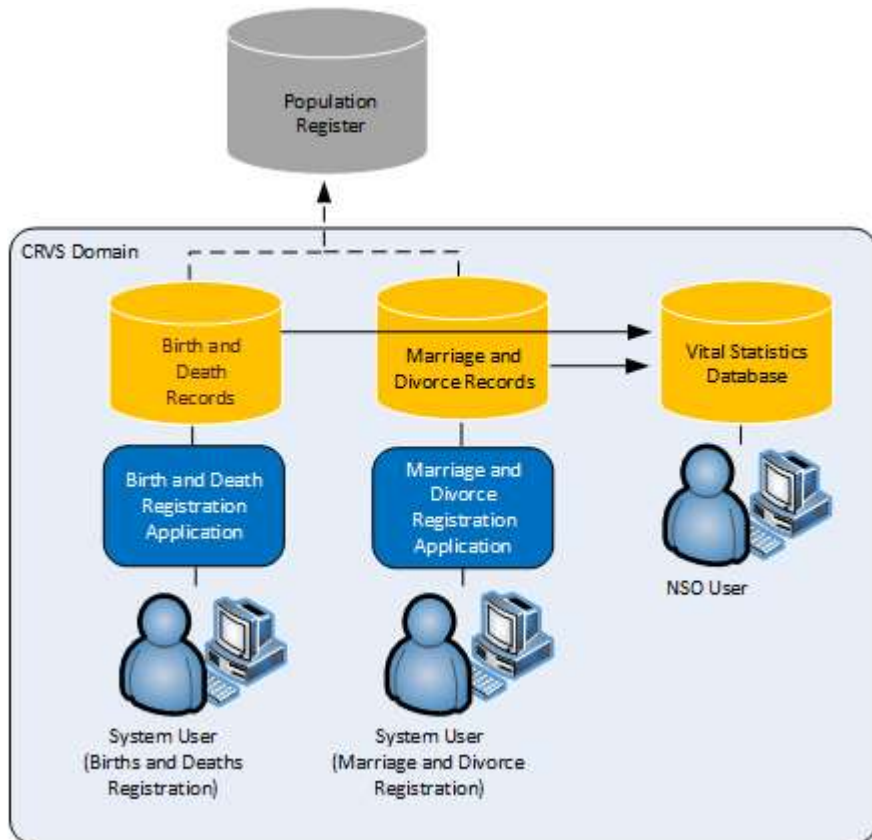 Population
Register
CRVS Domain
Birth and
Death
Records
Marriage and
Divorce Records
Vital Statistics
Database
Birth and Death
Registration
Application
Marriage and
Divorce
Registration
Application
NSO User
System User
(Births and Deaths
Registration)
System User
(Marriage and Divorce
Registration)